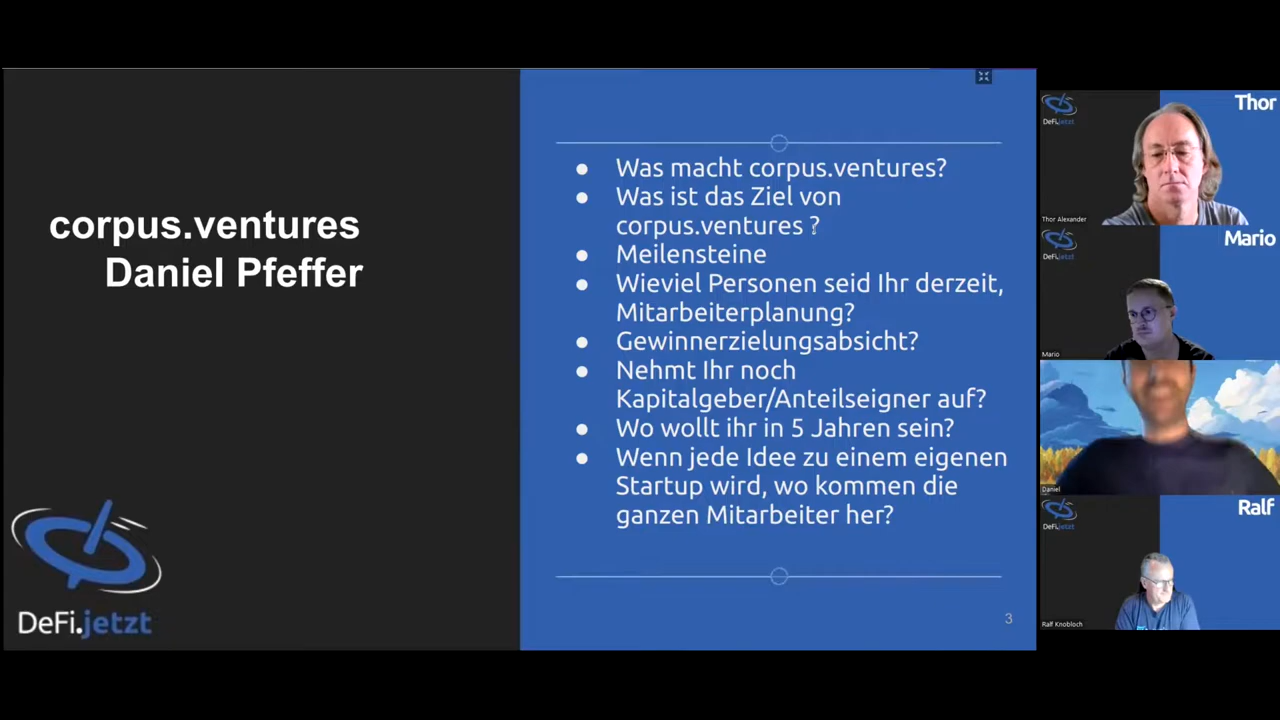 corpus.ventures
Daniel Pfeffer
DeFi.jetzt
Was macht corpus.ventures?
Was ist das Ziel von
corpus.ventures ?
Meilensteine
Wieviel Personen seid Ihr derzeit,
Mitarbeiterplanung?
Gewinnerzielungsabsicht?
Nehmt Ihr noch
Kapitalgeber/Anteilseigner auf?
Wo wollt ihr in 5 Jahren sein?
Wenn jede Idee zu einem eigenen
Startup wird, wo kommen die
ganzen Mitarbeiter her?
3
Thor
DeFi.jetzt
Thor Alexander
Mario
DeFi.jetzt
Mario
Daniel
Ralf
DeFi.jetzt
Ralf Knobloch